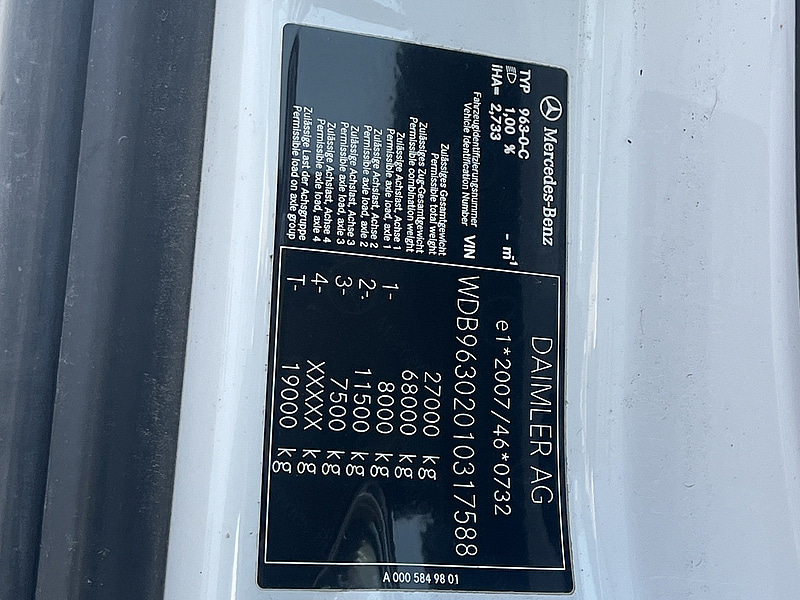 Mercedes-Benz
TYP 963-0-C
1,00 %
iHA= 2,733
- m-1
DAIMLER AG
e1*2007/46*0732
Fahrzeugidentifizierungsnummer
Vehicle Identification Number
VIN WDB96302010317588
Zulässiges Gesamtgewicht
Permissible total weight
27000 kg
Zulässiges Zug-Gesamtgewicht
Permissible combination weight
68000 kg
Zulässige Achslast, Achse 1
Permissible axle load, axle 1
1- 8000 kg
Zulässige Achslast, Achse 2
Permissible axle load, axle 2
2- 11500 kg
Zulässige Achslast, Achse 3
Permissible axle load, axle 3
3- 7500 kg
Zulässige Achslast, Achse 4
Permissible axle load, axle 4
4- XXXXX kg
Zulässige Last der Achsgruppe
Permissible load on axle group
T- 19000 kg
A 000 584 98 01